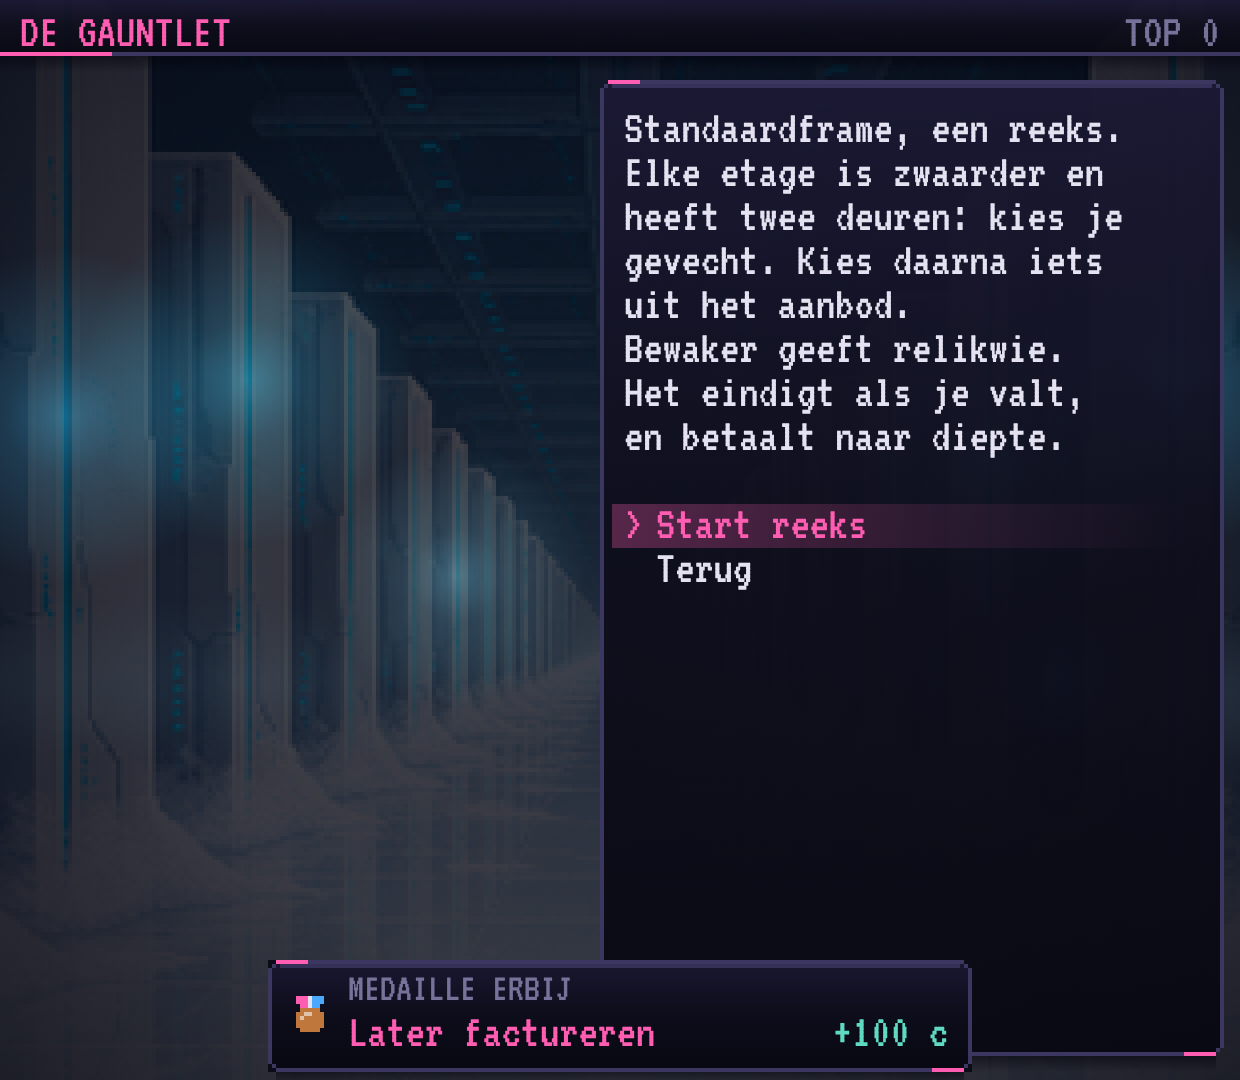 DE GAUNTLET
TOP 0
Standaardframe, een reeks.
Elke etage is zwaarder en
heeft twee deuren: kies je
gevecht. Kies daarna iets
uit het aanbod.
Bewaker geeft relikwie.
Het eindigt als je valt,
en betaalt naar diepte.
> Start reeks
Terug
MEDAILLE ERBIJ
Later factureren +100 c